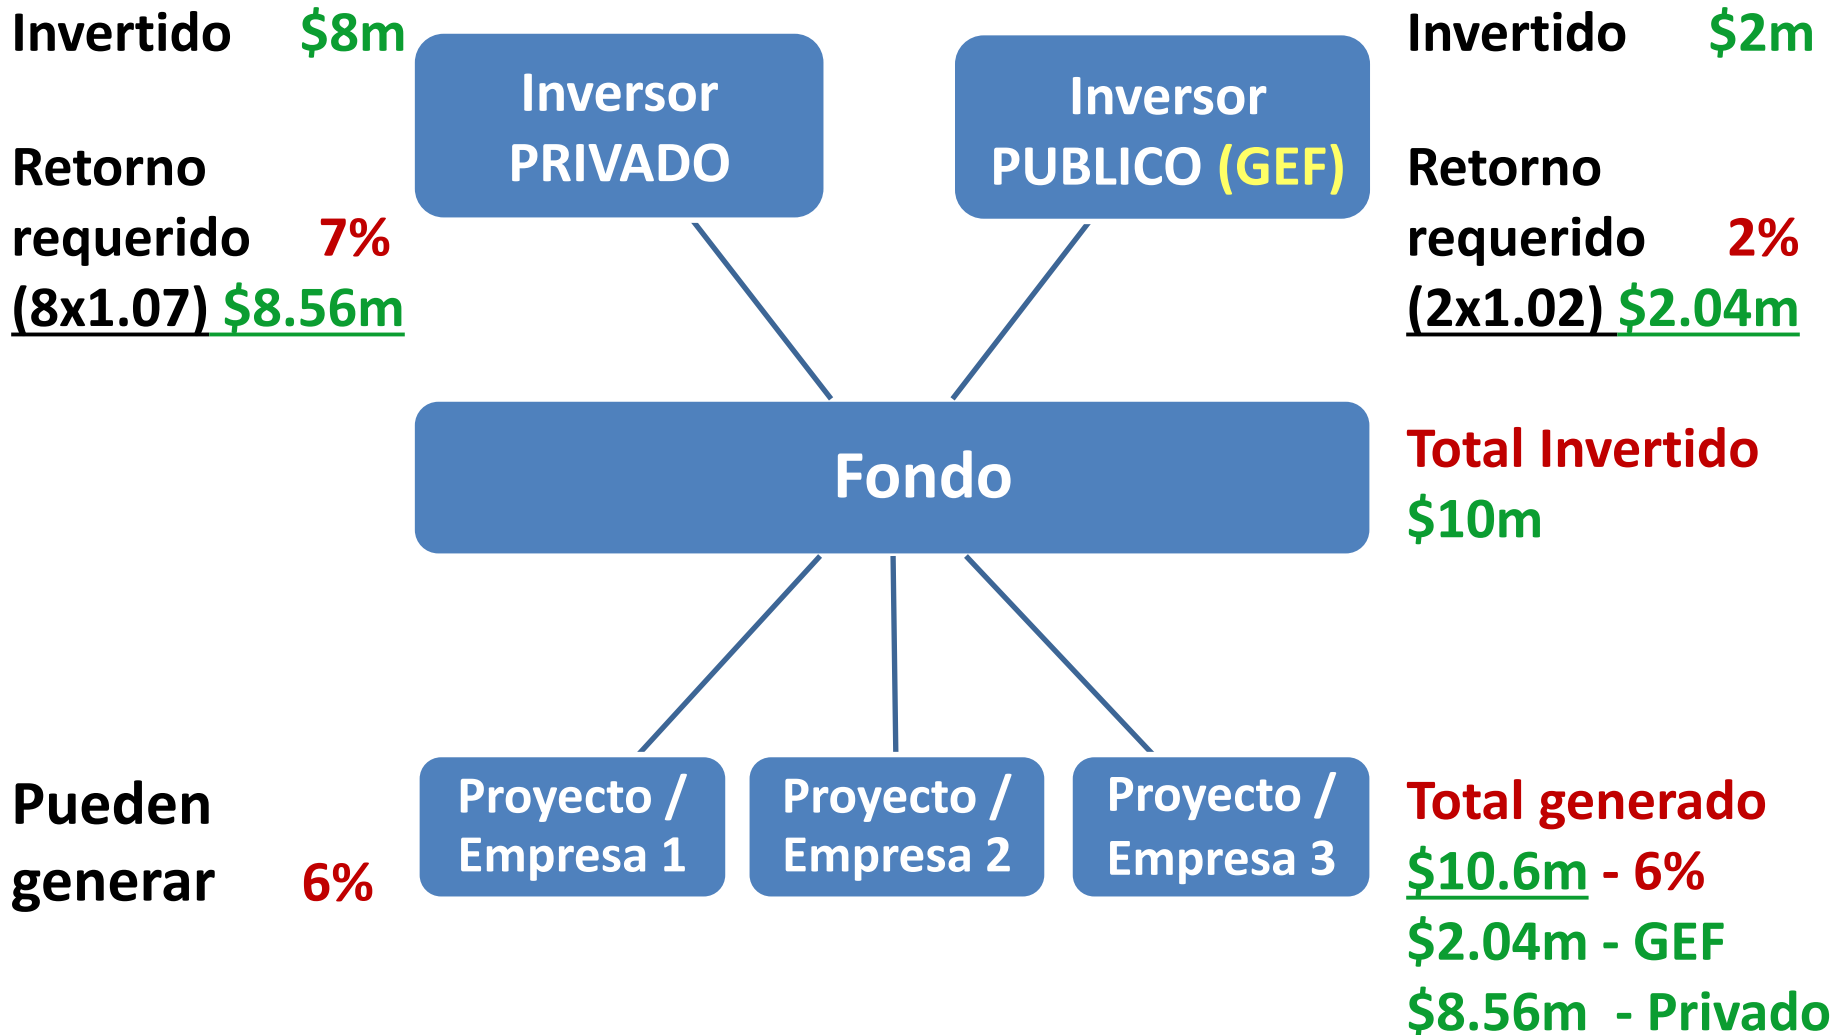 Invertido $8m
Retorno
requerido 7%
(8x1.07) $8.56m
Inversor
PRIVADO
Inversor
PUBLICO (GEF)
Invertido $2m
Retorno
requerido 2%
(2x1.02) $2.04m
Fondo
Total Invertido
$10m
Pueden
generar 6%
Proyecto /
Empresa 1
Proyecto /
Empresa 2
Proyecto /
Empresa 3
Total generado
$10.6m - 6%
$2.04m - GEF
$8.56m - Privado